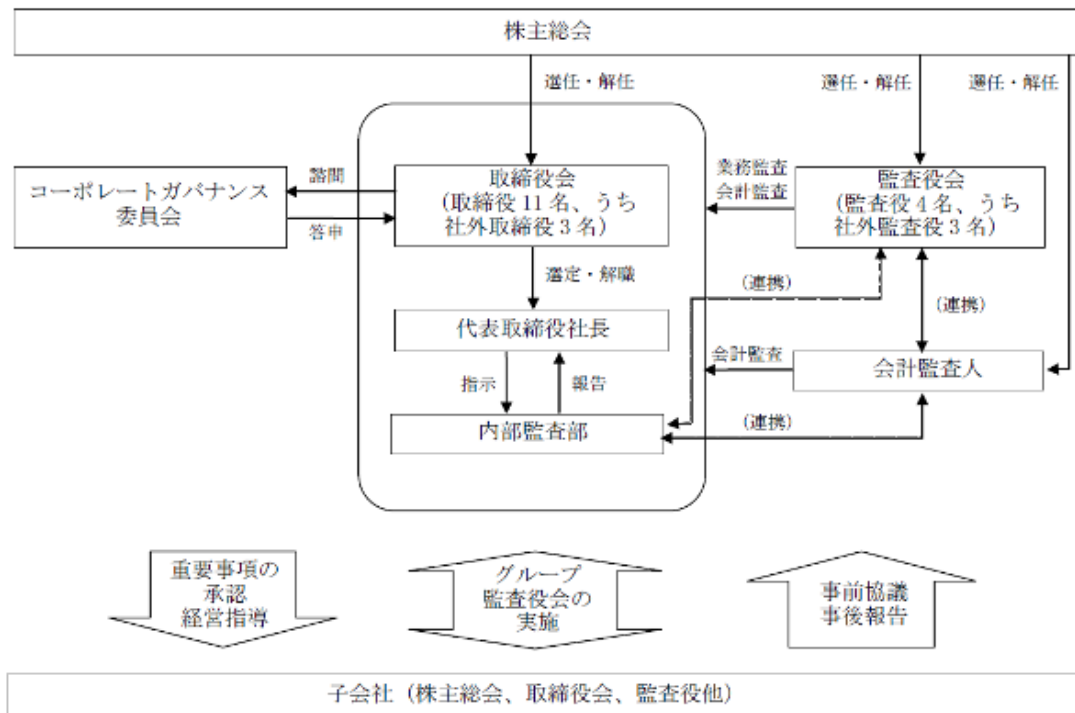 株主総会
選任・解任
選任・解任
選任・解任
コーポレートガバナンス
委員会
諮問
答申
取締役会
(取締役 11 名、うち
社外取締役 3 名)
業務監査
会計監査
監査役会
(監査役 4 名、うち
社外監査役 3 名)
選定・解職
(連携)
(連携)
代表取締役社長
会計監査
会計監査人
指示
報告
内部監査部
(連携)
重要事項の
承認
経営指導
グループ
監査役会の
実施
事前協議
事後報告
子会社 (株主総会、取締役会、監査役他)